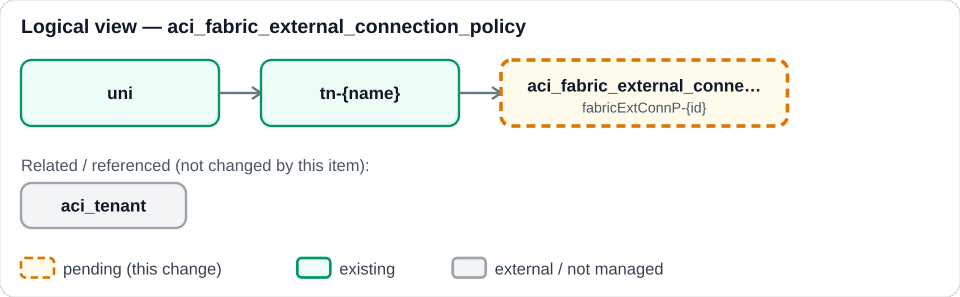 Logical view — aci_fabric_external_connection_policy
uni
tn-{name}
aci_fabric_external_conne…
fabricExtConnP-{id}
Related / referenced (not changed by this item):
aci_tenant
pending (this change)
existing
external / not managed